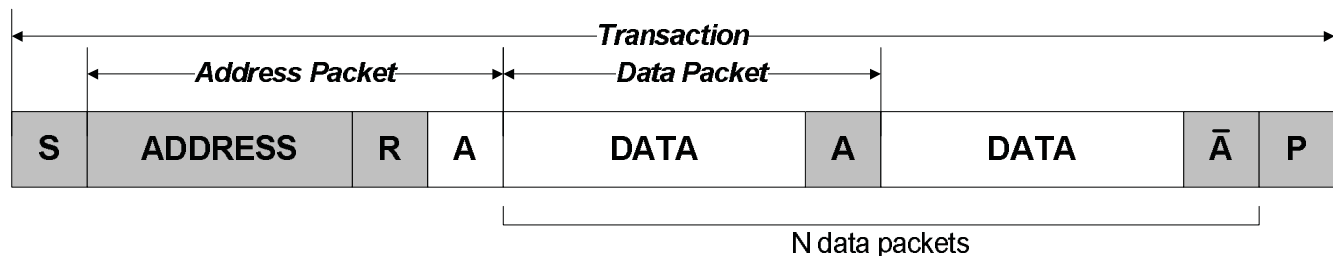 Transaction
Address Packet Data Packet
S ADDRESS R A DATA A DATA A̅ P
N data packets